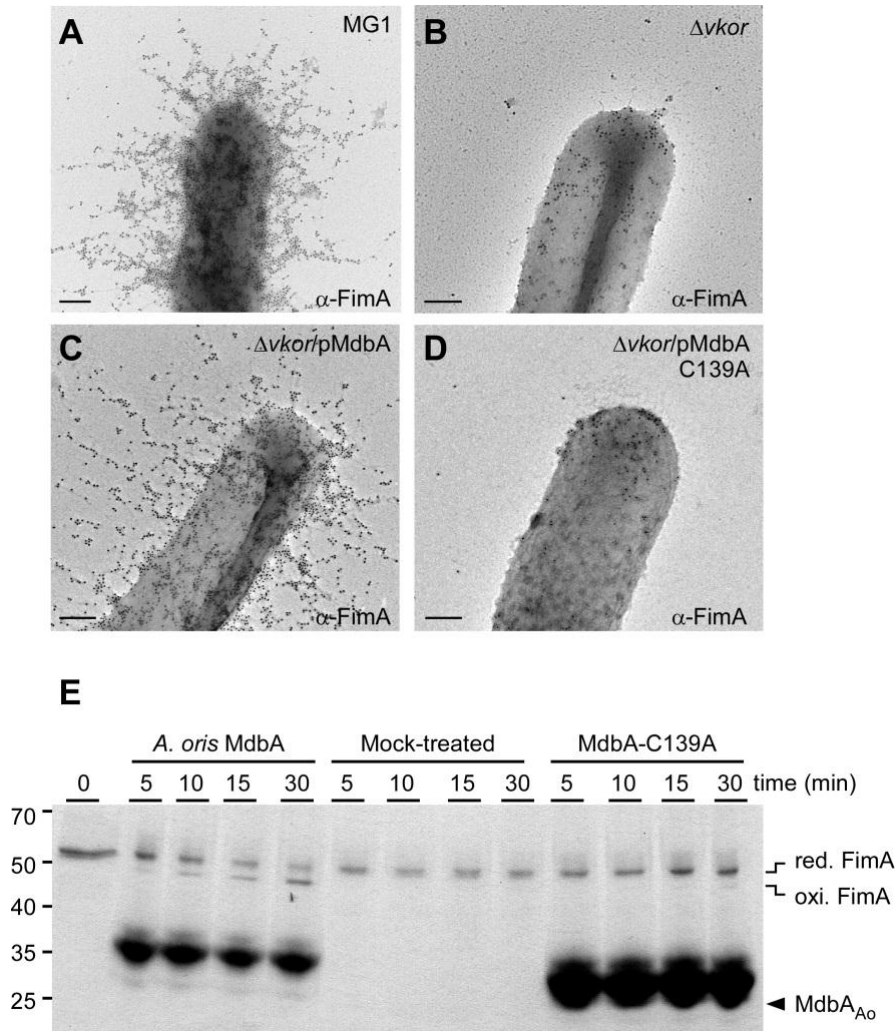 A
MG1
α-FimA
B
Δvkor
α-FimA
C
Δvkor/pMdbA
α-FimA
D
Δvkor/pMdbA
C139A
α-FimA
E
A. oris MdbA
Mock-treated
MdbA-C139A
0 5 10 15 30 5 10 15 30 5 10 15 30 time (min)
70
50
40
35
25
red. FimA
oxi. FimA
MdbAAo